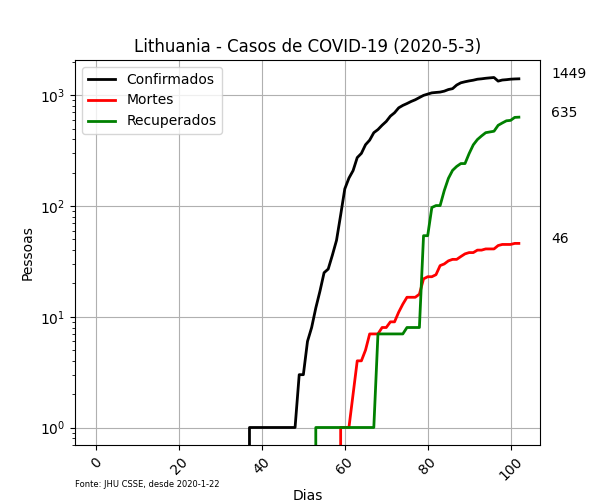 Lithuania - Casos de COVID-19 (2020-5-3)
Confirmados
Mortes
Recuperados
1449
635
46
Pessoas
10³
10²
10¹
10⁰
0 20 40 60 80 100
Fonte: JHU CSSE, desde 2020-1-22
Dias